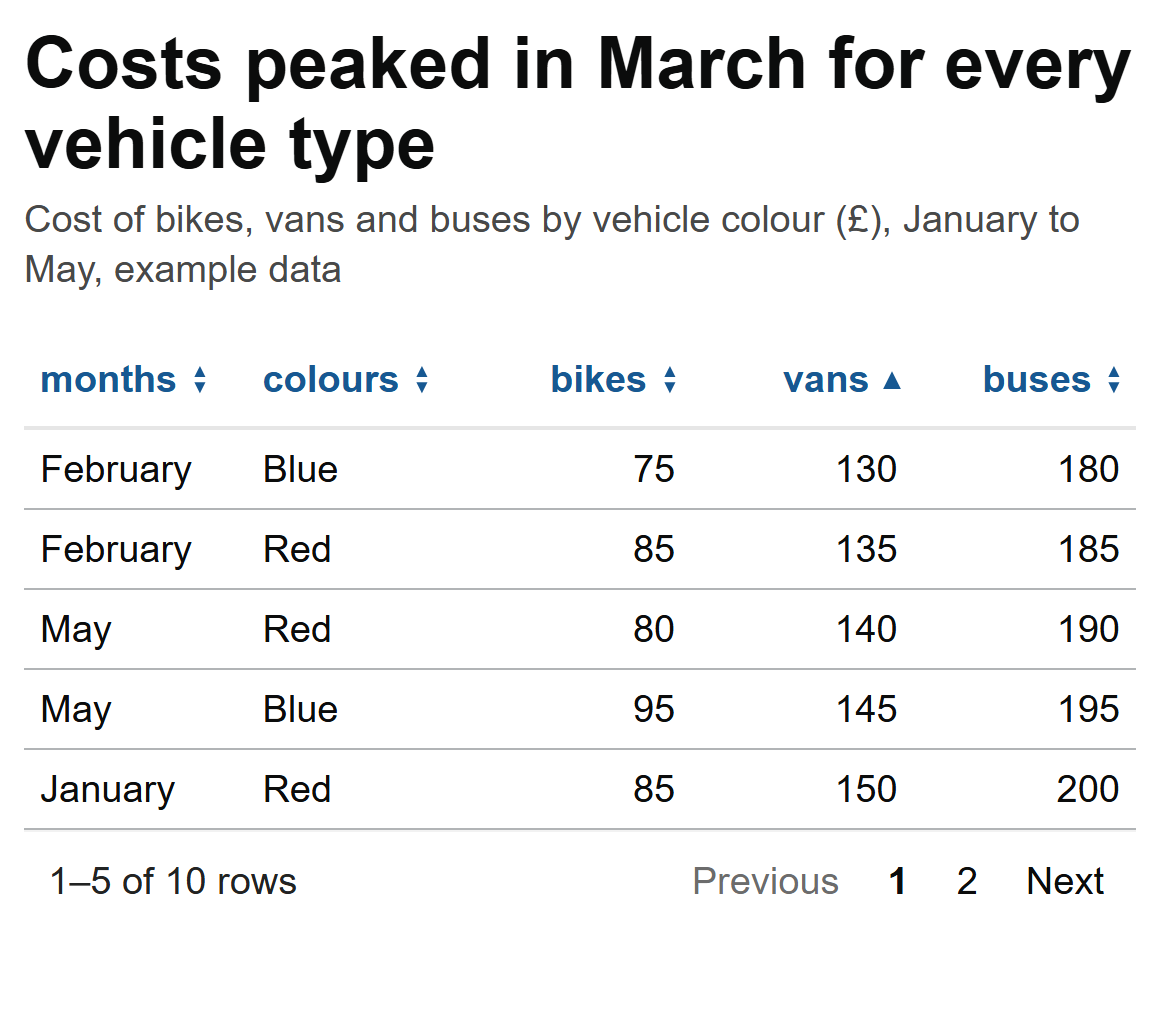 Costs peaked in March for every
vehicle type
Cost of bikes, vans and buses by vehicle colour (£), January to
May, example data
months colours bikes vans buses
February Blue 75 130 180
February Red 85 135 185
May Red 80 140 190
May Blue 95 145 195
January Red 85 150 200
1–5 of 10 rows Previous 1 2 Next